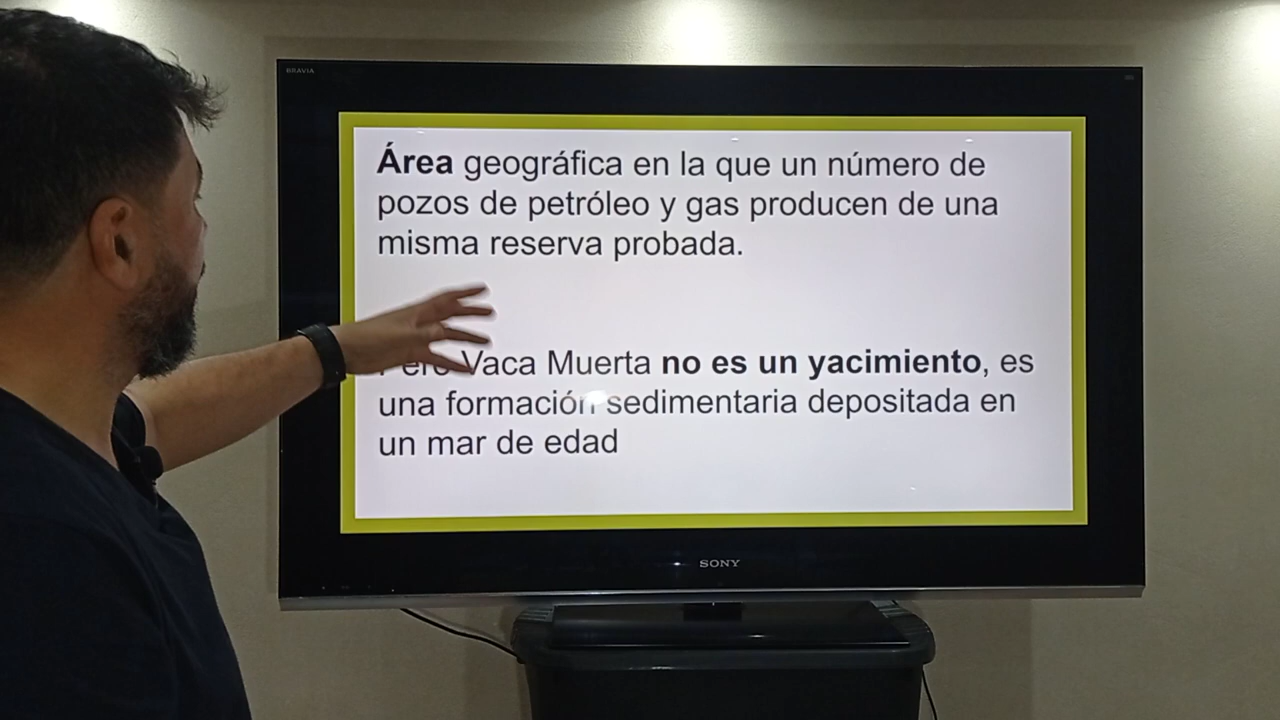 BRAVIA
Área geográfica en la que un número de
pozos de petróleo y gas producen de una
misma reserva probada.
Pero Vaca Muerta no es un yacimiento, es
una formación sedimentaria depositada en
un mar de edad
SONY